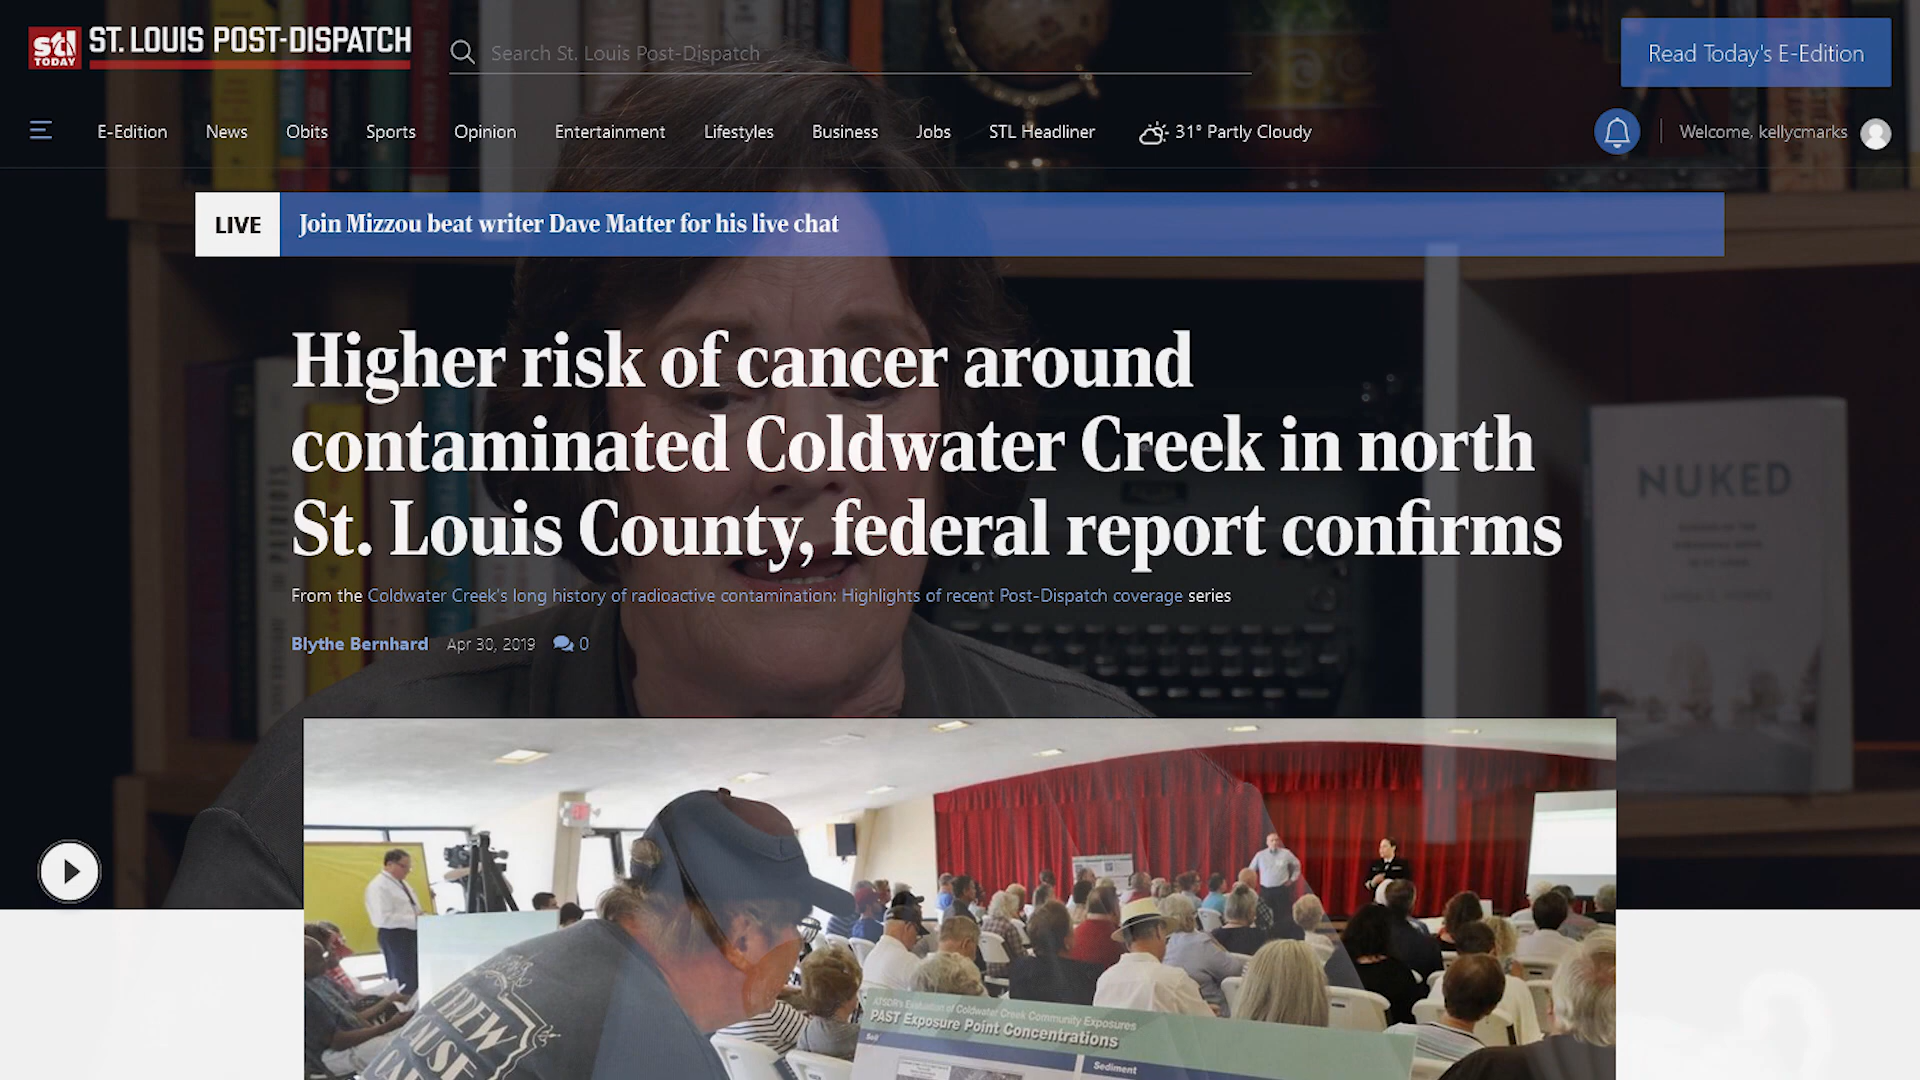 stl
TODAY
ST. LOUIS POST-DISPATCH
Search St. Louis Post-Dispatch
Read Today's E-Edition
E-Edition
News
Obits
Sports
Opinion
Entertainment
Lifestyles
Business
Jobs
STL Headliner
31° Partly Cloudy
Welcome, kellycmarks
LIVE
Join Mizzou beat writer Dave Matter for his live chat
Higher risk of cancer around
contaminated Coldwater Creek in north
St. Louis County, federal report confirms
From the Coldwater Creek's long history of radioactive contamination: Highlights of recent Post-Dispatch coverage series
Blythe Bernhard Apr 30, 2019 0
NUKED
ATSDR's Evaluation of Coldwater Creek Community Exposures
PAST Exposure Point Concentrations
Soil
Sediment